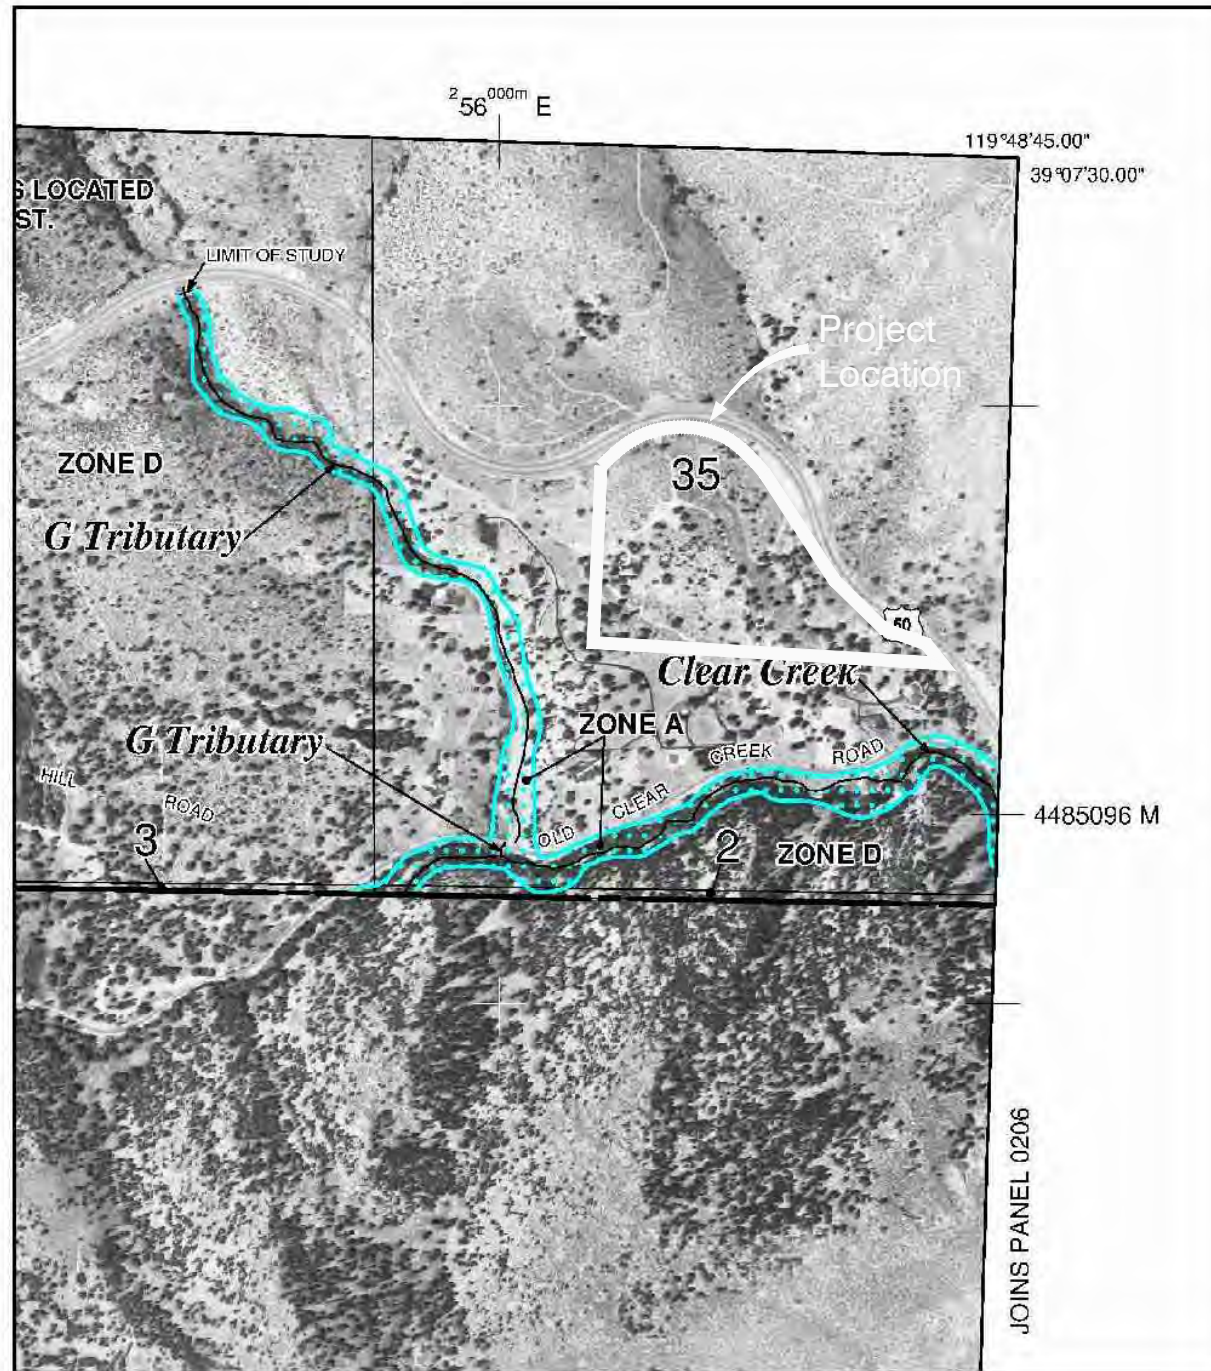 256000m E
119°48'45.00"
39°07'30.00"
S LOCATED
ST.
LIMIT OF STUDY
Project
Location
ZONE D
35
G Tributary
50
Clear Creek
G Tributary
ZONE A
HILL ROAD
OLD CLEAR CREEK ROAD
4485096 M
3
2
ZONE D
JOINS PANEL 0206